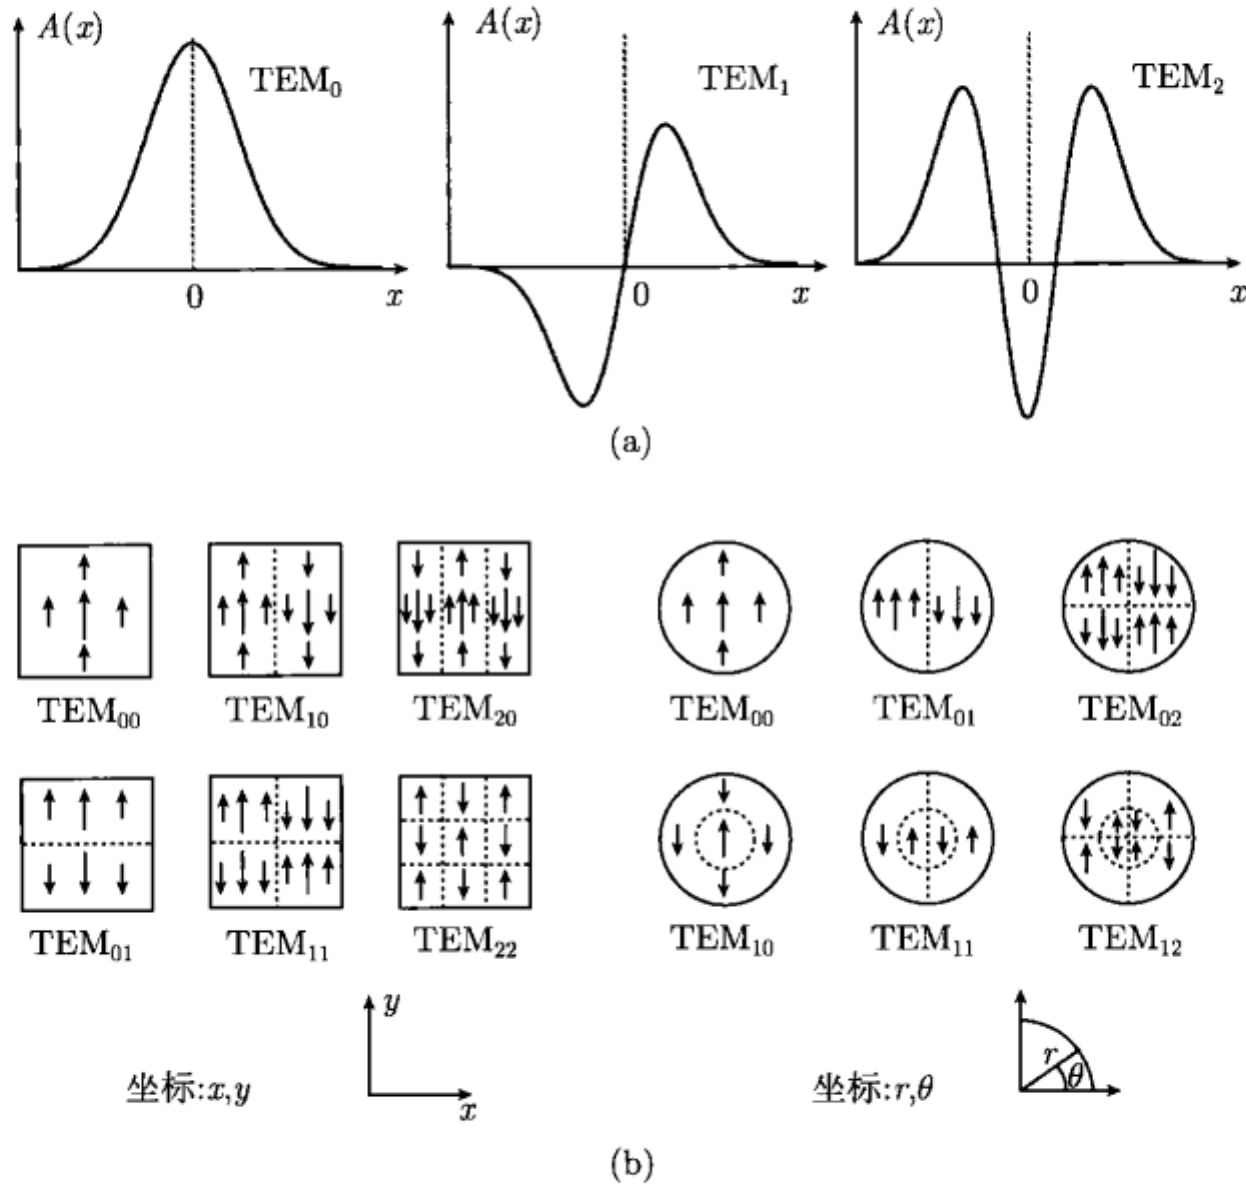 A(x) TEM₀ 0 x
A(x) TEM₁ 0 x
A(x) TEM₂ 0 x
(a)
TEM₀₀ TEM₁₀ TEM₂₀ TEM₀₀ TEM₀₁ TEM₀₂
TEM₀₁ TEM₁₁ TEM₂₂ TEM₁₀ TEM₁₁ TEM₁₂
坐标:x,y
y
x
坐标:r,θ
r
θ
(b)